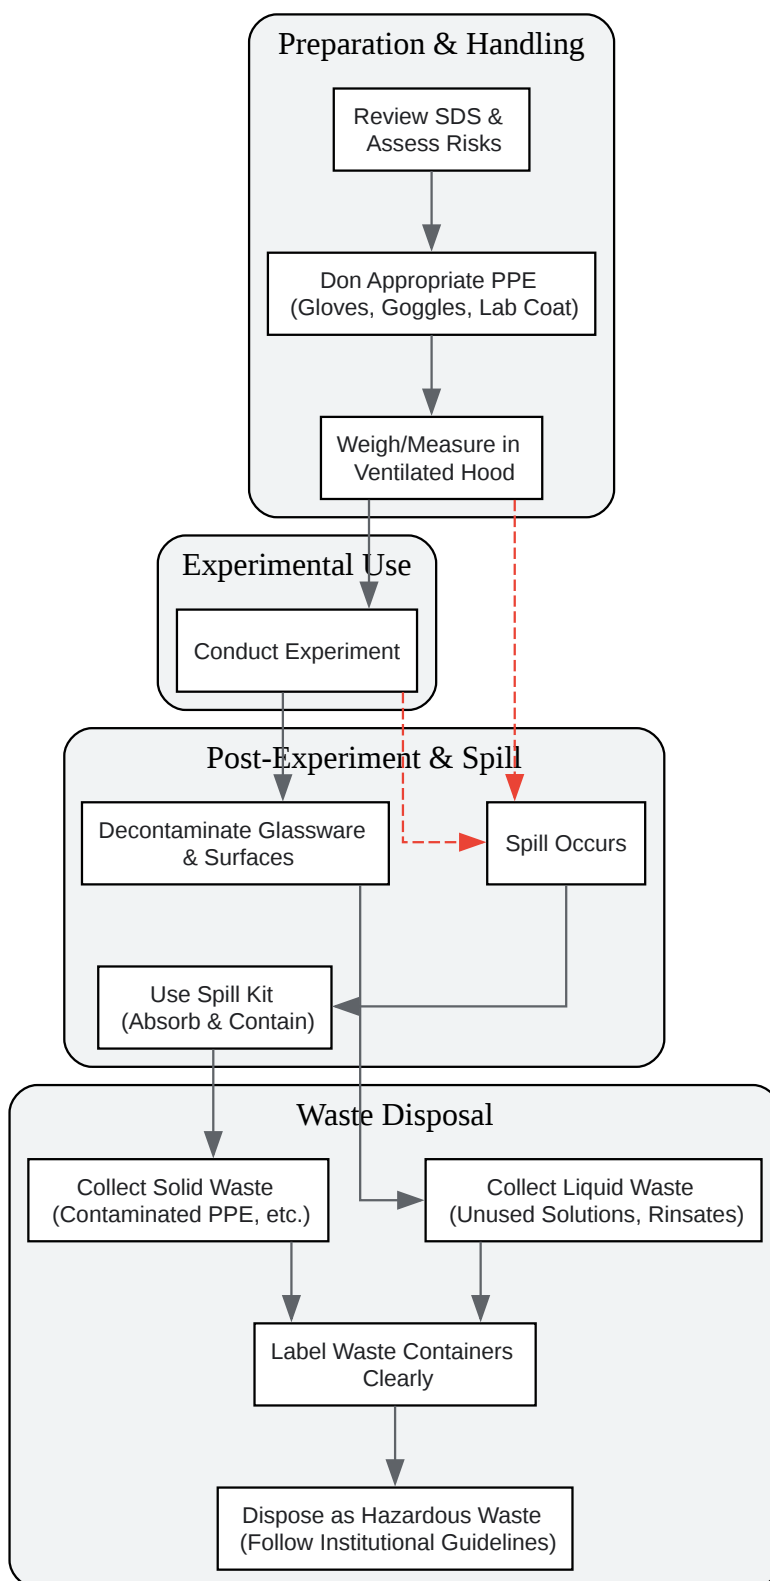 Preparation & Handling
Review SDS &
Assess Risks
Don Appropriate PPE
(Gloves, Goggles, Lab Coat)
Weigh/Measure in
Ventilated Hood
Experimental Use
Conduct Experiment
Post-Experiment & Spill
Decontaminate Glassware
& Surfaces
Spill Occurs
Use Spill Kit
(Absorb & Contain)
Waste Disposal
Collect Solid Waste
(Contaminated PPE, etc.)
Collect Liquid Waste
(Unused Solutions, Rinsates)
Label Waste Containers
Clearly
Dispose as Hazardous Waste
(Follow Institutional Guidelines)